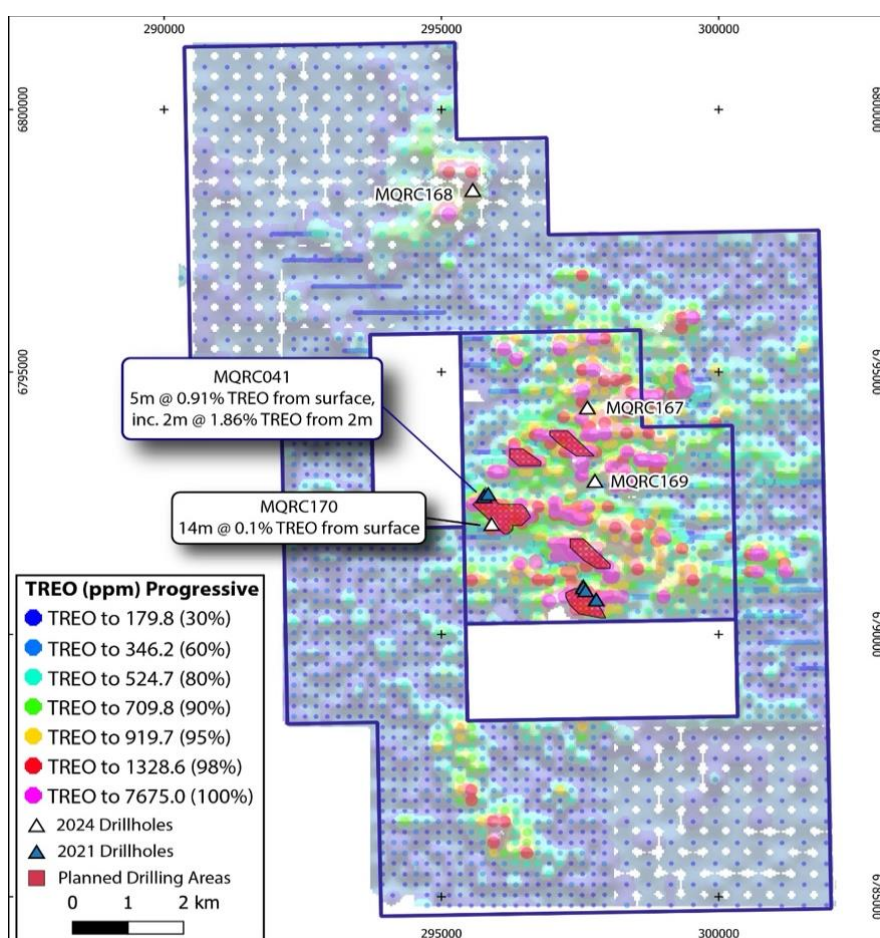 290000
295000
300000
6800000
6800000
MQRC168
6795000
6795000
MQRC041
5m @ 0.91% TREO from surface,
inc. 2m @ 1.86% TREO from 2m
MQRC167
MQRC169
MQRC170
14m @ 0.1% TREO from surface
TREO (ppm) Progressive
TREO to 179.8 (30%)
TREO to 346.2 (60%)
TREO to 524.7 (80%)
TREO to 709.8 (90%)
TREO to 919.7 (95%)
TREO to 1328.6 (98%)
TREO to 7675.0 (100%)
2024 Drillholes
2021 Drillholes
Planned Drilling Areas
0 1 2 km
6790000
6785000
295000
300000